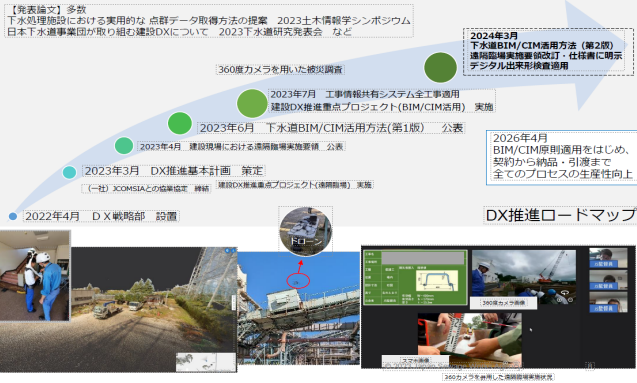 【発表論文】多数
下水処理施設における実用的な 点群データ取得方法の提案 2023土木情報学シンポジウム
日本下水道事業団が取り組む建設DXについて 2023下水道研究発表会 など
2024年3月
下水道BIM/CIM活用方法（第2版）
遠隔臨場実施要領改訂・仕様書に明示
デジタル出来形検査適用
360度カメラを用いた被災調査
2023年7月 工事情報共有システム全工事適用
建設DX推進重点プロジェクト(BIM/CIM活用) 実施
2023年6月 下水道BIM/CIM活用方法(第1版） 公表
2023年4月 建設現場における遠隔臨場実施要領 公表
2026年4月
BIM/CIM原則適用をはじめ、
契約から納品・引渡まで
全てのプロセスの生産性向上
2023年3月 DX推進基本計画 策定
（一社）JCOMSIAとの協業協定 締結
建設DX推進重点プロジェクト(遠隔臨場) 実施
2022年4月 ＤＸ戦略部 設置
DX推進ロードマップ
ドローン
360度カメラ画像
スマホ画像
360カメラを併用した遠隔臨場実施状況